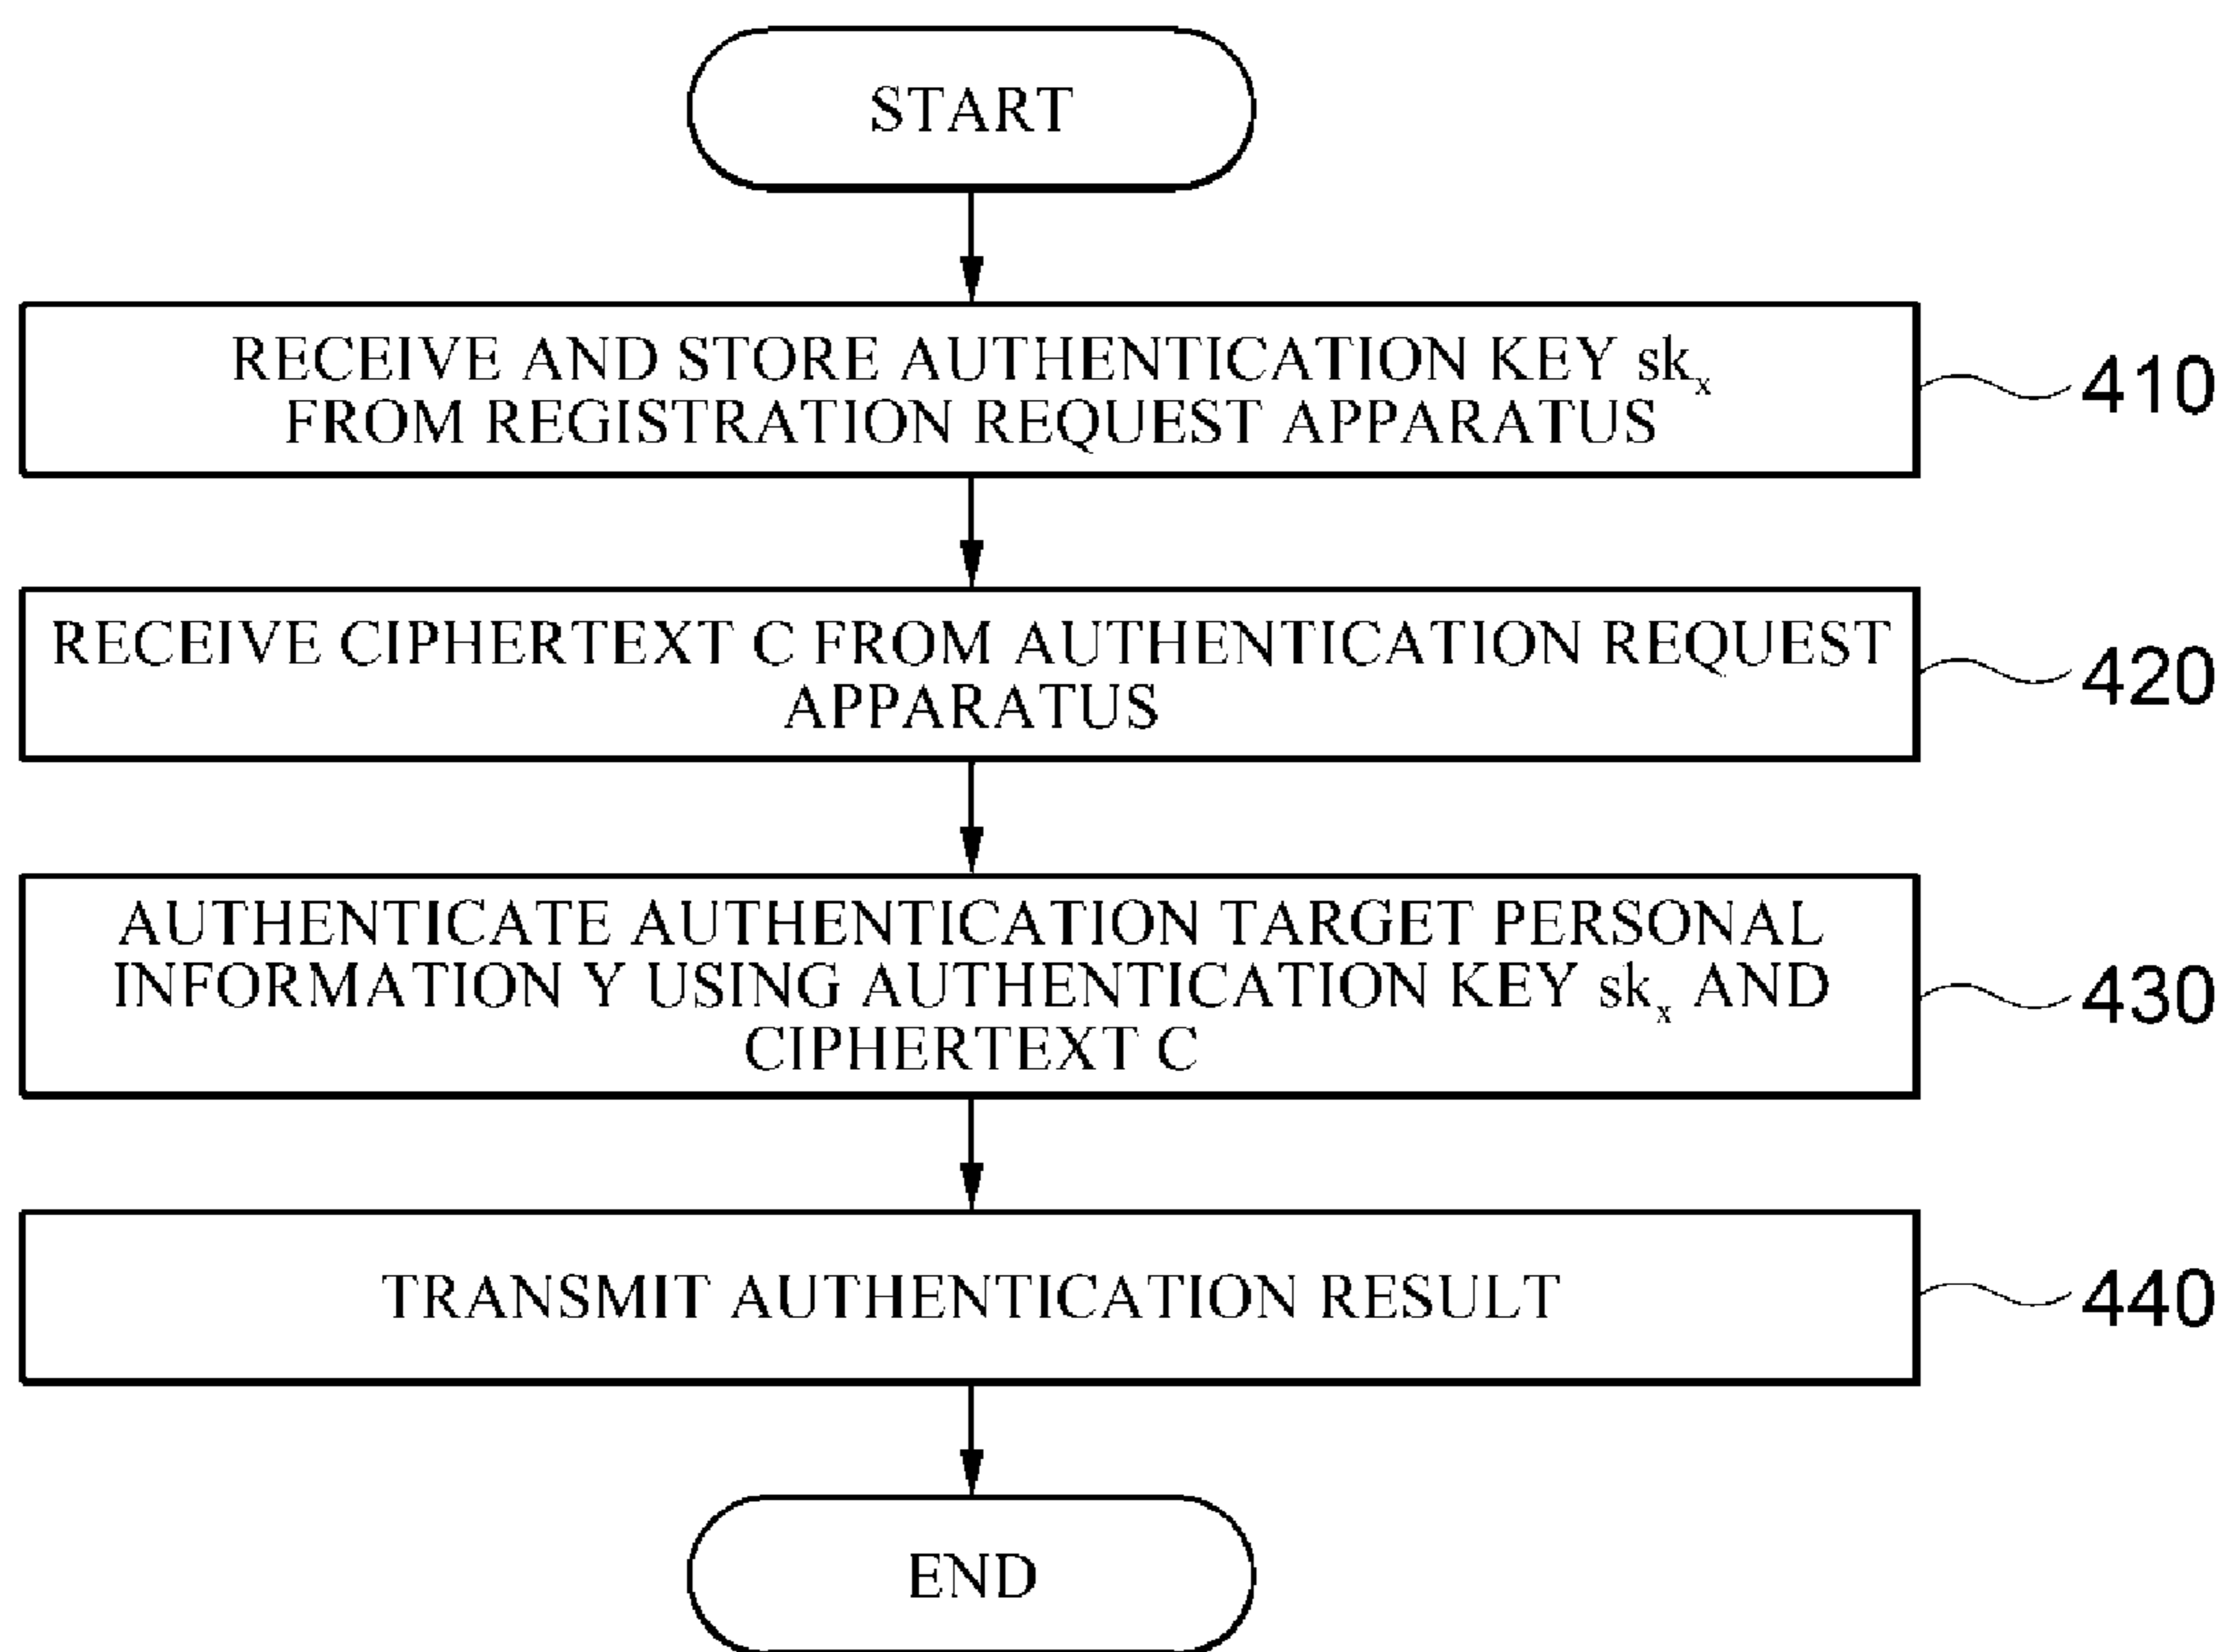 START
RECEIVE AND STORE AUTHENTICATION KEY skₓ
FROM REGISTRATION REQUEST APPARATUS
410
RECEIVE CIPHERTEXT C FROM AUTHENTICATION REQUEST
APPARATUS
420
AUTHENTICATE AUTHENTICATION TARGET PERSONAL
INFORMATION Y USING AUTHENTICATION KEY skₓ AND
CIPHERTEXT C
430
TRANSMIT AUTHENTICATION RESULT
440
END